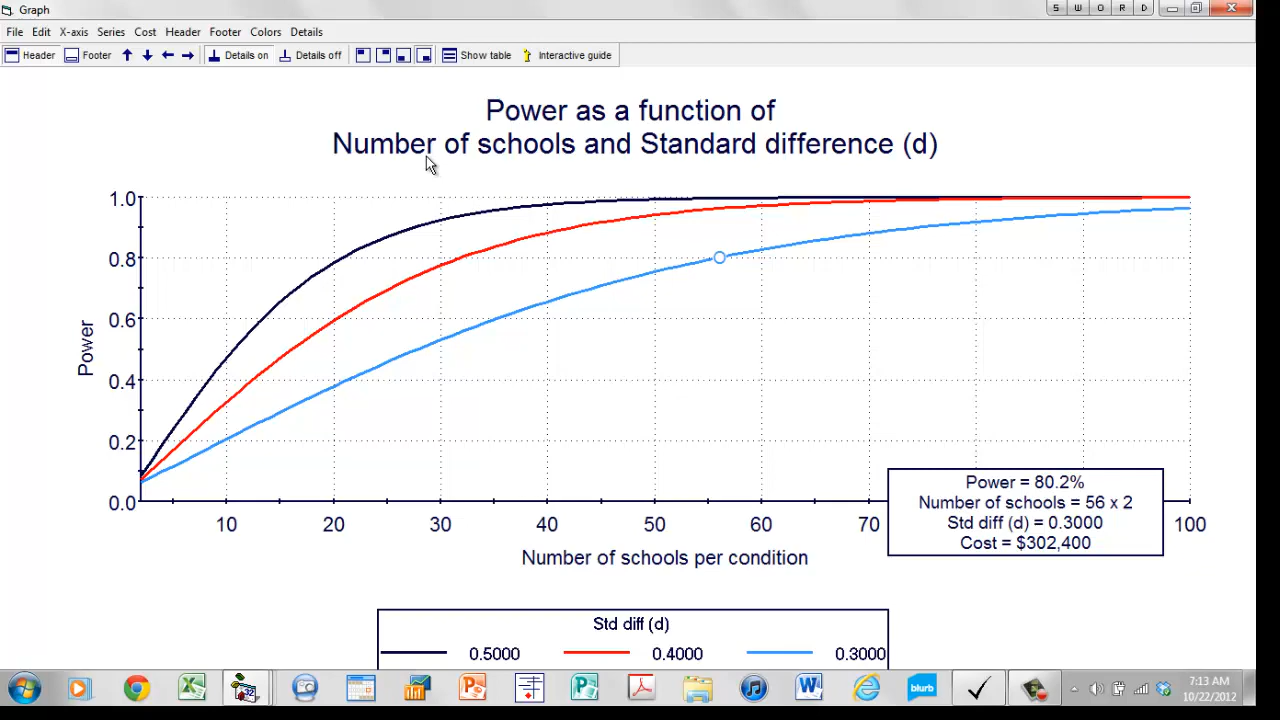 Graph
S W O R D
File Edit X-axis Series Cost Header Footer Colors Details
Header Footer Details on Details off Show table Interactive guide
Power as a function of
Number of schools and Standard difference (d)
1.0
0.8
0.6
0.4
0.2
0.0
Power
10 20 30 40 50 60 70 100
Number of schools per condition
Power = 80.2%
Number of schools = 56 x 2
Std diff (d) = 0.3000
Cost = $302,400
Std diff (d)
0.5000 0.4000 0.3000
32
blurb
7:13 AM
10/22/2012